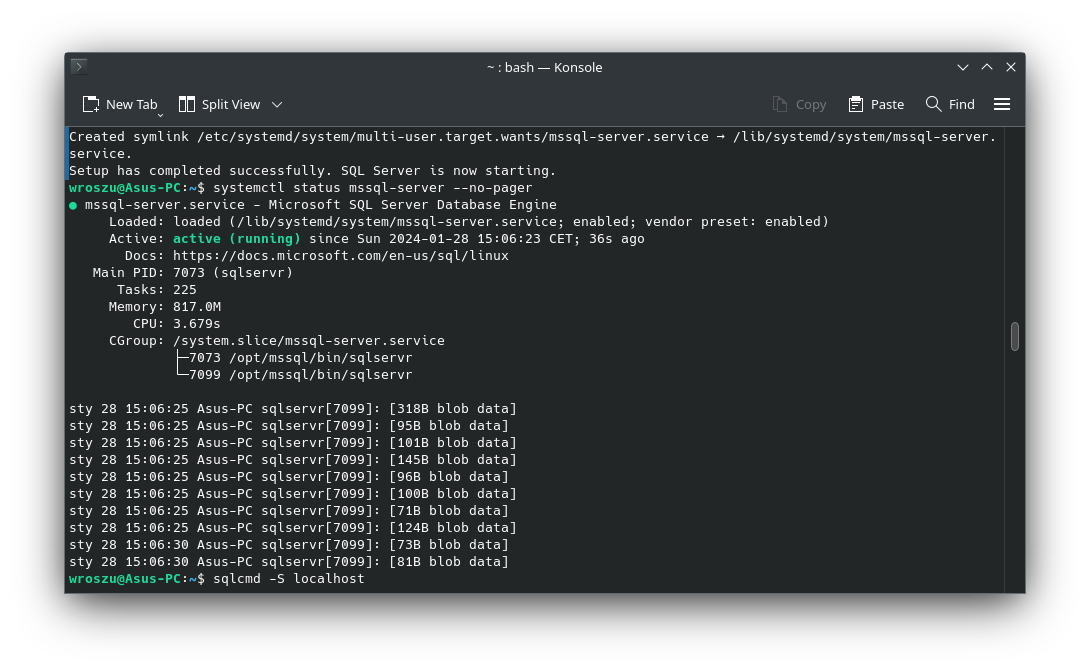 ~ : bash — Konsole
New Tab Split View Copy Paste Find
Created symlink /etc/systemd/system/multi-user.target.wants/mssql-server.service → /lib/systemd/system/mssql-server.
service.
Setup has completed successfully. SQL Server is now starting.
wroszu@Asus-PC:~$ systemctl status mssql-server --no-pager
● mssql-server.service - Microsoft SQL Server Database Engine
     Loaded: loaded (/lib/systemd/system/mssql-server.service; enabled; vendor preset: enabled)
     Active: active (running) since Sun 2024-01-28 15:06:23 CET; 36s ago
       Docs: https://docs.microsoft.com/en-us/sql/linux
   Main PID: 7073 (sqlservr)
      Tasks: 225
     Memory: 817.0M
        CPU: 3.679s
     CGroup: /system.slice/mssql-server.service
             ├─7073 /opt/mssql/bin/sqlservr
             └─7099 /opt/mssql/bin/sqlservr
sty 28 15:06:25 Asus-PC sqlservr[7099]: [318B blob data]
sty 28 15:06:25 Asus-PC sqlservr[7099]: [95B blob data]
sty 28 15:06:25 Asus-PC sqlservr[7099]: [101B blob data]
sty 28 15:06:25 Asus-PC sqlservr[7099]: [145B blob data]
sty 28 15:06:25 Asus-PC sqlservr[7099]: [96B blob data]
sty 28 15:06:25 Asus-PC sqlservr[7099]: [100B blob data]
sty 28 15:06:25 Asus-PC sqlservr[7099]: [71B blob data]
sty 28 15:06:25 Asus-PC sqlservr[7099]: [124B blob data]
sty 28 15:06:30 Asus-PC sqlservr[7099]: [73B blob data]
sty 28 15:06:30 Asus-PC sqlservr[7099]: [81B blob data]
wroszu@Asus-PC:~$ sqlcmd -S localhost